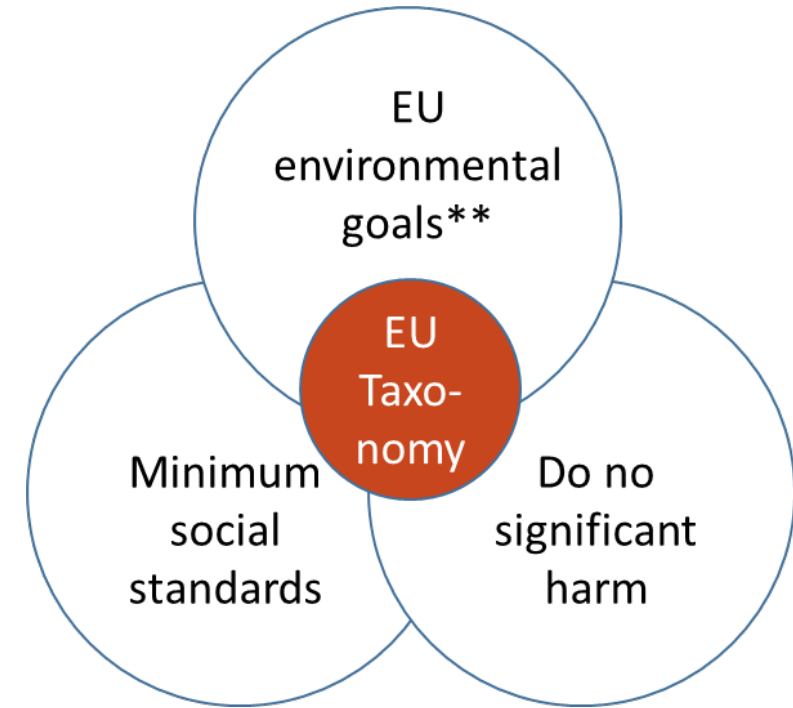 EU
environmental
goals**
EU
Taxo-
nomy
Minimum
social
standards
Do no
significant
harm